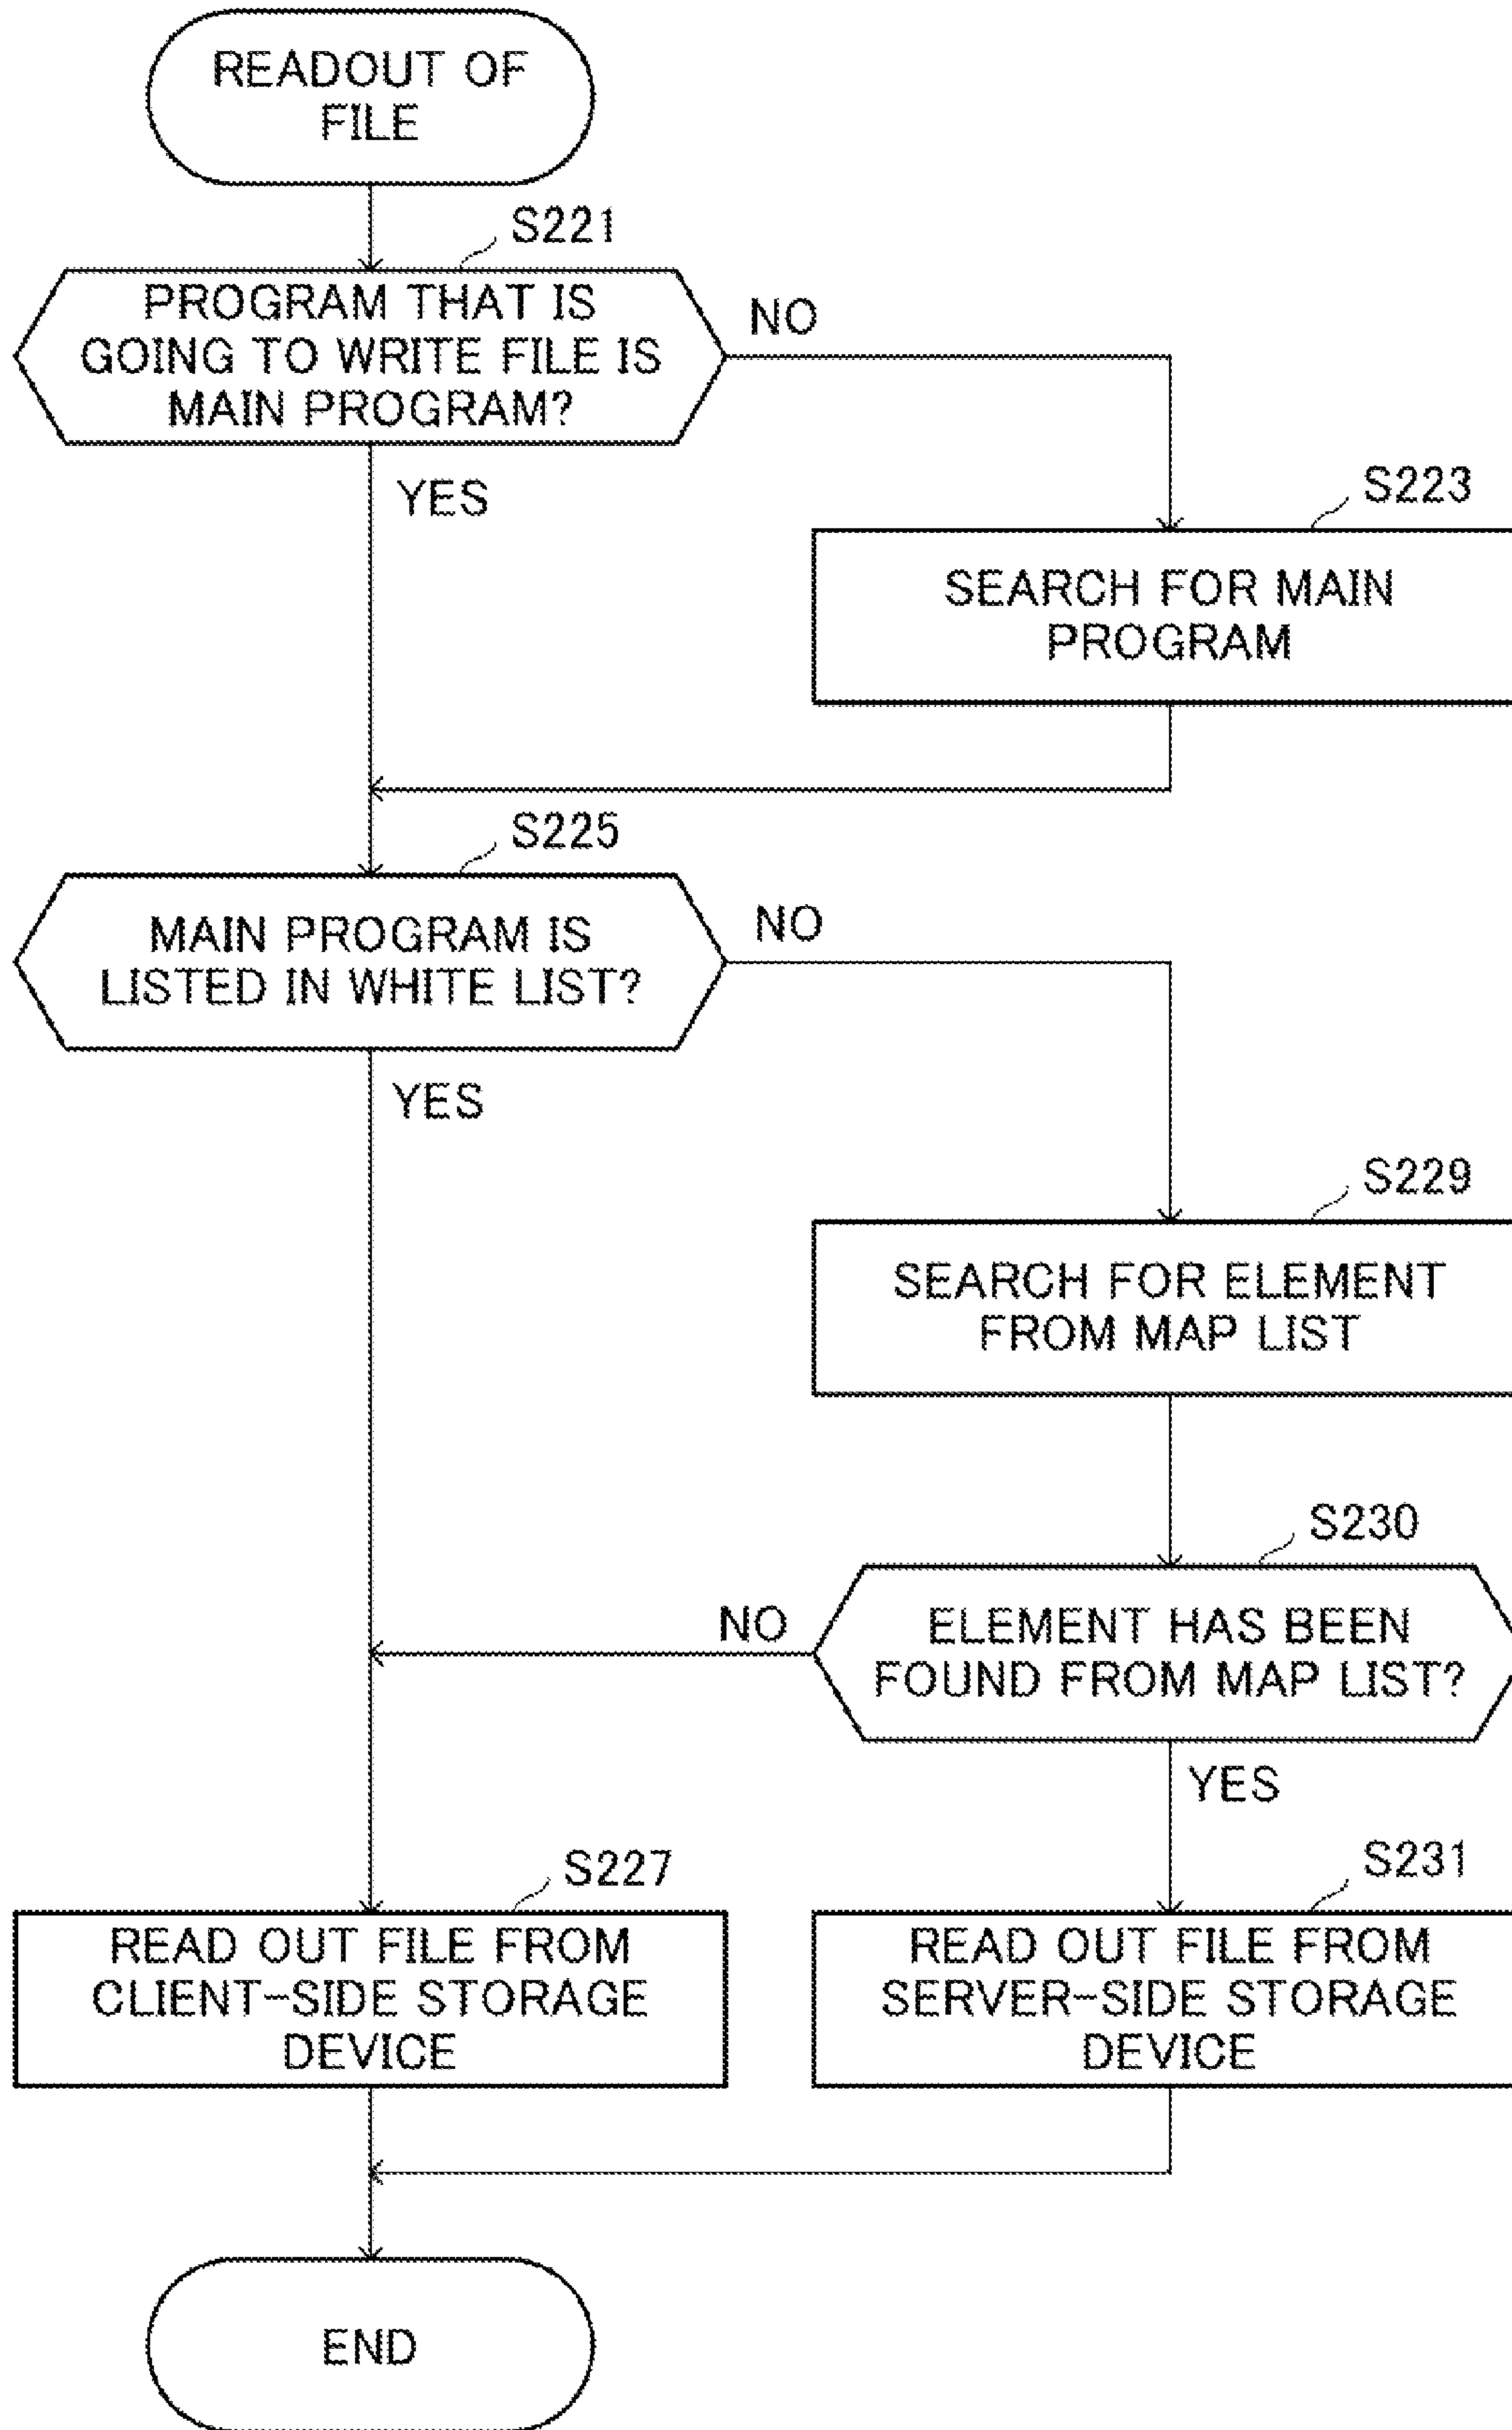 READOUT OF
FILE
S221
PROGRAM THAT IS
GOING TO WRITE FILE IS
MAIN PROGRAM?
NO
YES
S223
SEARCH FOR MAIN
PROGRAM
S225
MAIN PROGRAM IS
LISTED IN WHITE LIST?
NO
YES
S229
SEARCH FOR ELEMENT
FROM MAP LIST
S230
ELEMENT HAS BEEN
FOUND FROM MAP LIST?
NO
YES
S227
READ OUT FILE FROM
CLIENT-SIDE STORAGE
DEVICE
S231
READ OUT FILE FROM
SERVER-SIDE STORAGE
DEVICE
END